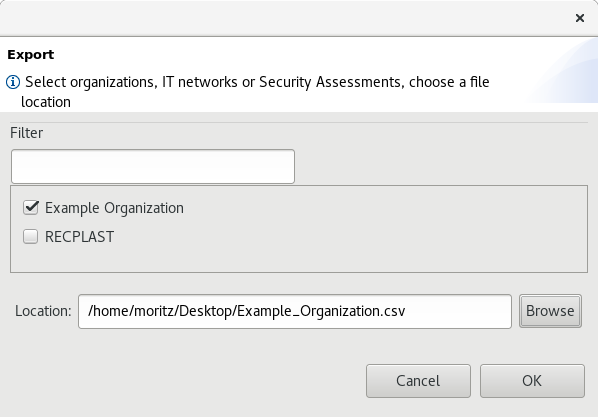 Export
Select organizations, IT networks or Security Assessments, choose a file
location
Filter
Example Organization
RECPLAST
Location: /home/moritz/Desktop/Example_Organization.csv Browse
Cancel OK